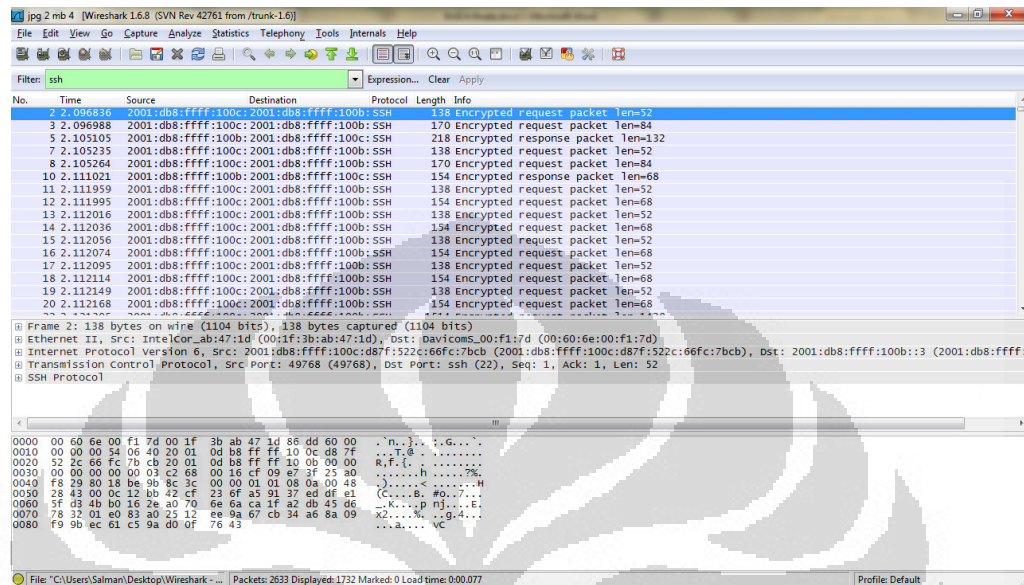 jpg 2 mb 4 [Wireshark 1.6.8 (SVN Rev 42761 from /trunk-1.6)]
File Edit View Go Capture Analyze Statistics Telephony Tools Internals Help
Filter: ssh Expression... Clear Apply
No. Time Source Destination Protocol Length Info
2 2.096836 2001:db8:ffff:100c: 2001:db8:ffff:100b: SSH 138 Encrypted request packet len=52
3 2.096988 2001:db8:ffff:100c: 2001:db8:ffff:100b: SSH 170 Encrypted request packet len=84
5 2.105105 2001:db8:ffff:100b: 2001:db8:ffff:100c: SSH 218 Encrypted response packet len=132
7 2.105235 2001:db8:ffff:100c: 2001:db8:ffff:100b: SSH 138 Encrypted request packet len=52
8 2.105264 2001:db8:ffff:100c: 2001:db8:ffff:100b: SSH 170 Encrypted request packet len=84
10 2.111021 2001:db8:ffff:100b: 2001:db8:ffff:100c: SSH 154 Encrypted response packet len=68
11 2.111959 2001:db8:ffff:100c: 2001:db8:ffff:100b: SSH 138 Encrypted request packet len=52
12 2.111995 2001:db8:ffff:100c: 2001:db8:ffff:100b: SSH 154 Encrypted request packet len=68
13 2.112016 2001:db8:ffff:100c: 2001:db8:ffff:100b: SSH 138 Encrypted request packet len=52
14 2.112036 2001:db8:ffff:100c: 2001:db8:ffff:100b: SSH 154 Encrypted request packet len=68
15 2.112056 2001:db8:ffff:100c: 2001:db8:ffff:100b: SSH 138 Encrypted request packet len=52
16 2.112074 2001:db8:ffff:100c: 2001:db8:ffff:100b: SSH 154 Encrypted request packet len=68
17 2.112095 2001:db8:ffff:100c: 2001:db8:ffff:100b: SSH 138 Encrypted request packet len=52
18 2.112114 2001:db8:ffff:100c: 2001:db8:ffff:100b: SSH 154 Encrypted request packet len=68
19 2.112149 2001:db8:ffff:100c: 2001:db8:ffff:100b: SSH 138 Encrypted request packet len=52
20 2.112168 2001:db8:ffff:100c: 2001:db8:ffff:100b: SSH 154 Encrypted request packet len=68
Frame 2: 138 bytes on wire (1104 bits), 138 bytes captured (1104 bits)
Ethernet II, Src: IntelCor_ab:47:1d (00:1f:3b:ab:47:1d), Dst: DavicomS_00:f1:7d (00:60:6e:00:f1:7d)
Internet Protocol Version 6, Src: 2001:db8:ffff:100c:d87f:522c:66fc:7bcb (2001:db8:ffff:100c:d87f:522c:66fc:7bcb), Dst: 2001:db8:ffff:100b::3 (2001:db8:ffff:
Transmission Control Protocol, Src Port: 49768 (49768), Dst Port: ssh (22), Seq: 1, Ack: 1, Len: 52
SSH Protocol
0000 00 60 6e 00 f1 7d 00 1f 3b ab 47 1d 86 dd 60 00 .`n..}.. ;.G...`.
0010 00 00 00 54 06 40 20 01 0d b8 ff ff 10 0c d8 7f ...T.@ . ........
0020 52 2c 66 fc 7b cb 20 01 0d b8 ff ff 10 0b 00 00 R,f.{. . ........
0030 00 00 00 00 00 03 c2 68 00 16 cf 09 e7 3f 25 a0 .......h .....?%.
0040 f8 29 80 18 be 9b 8c 3c 00 00 01 01 08 0a 00 48 .).....< .......H
0050 28 43 00 0c 12 bb 42 cf 23 6f a5 91 37 ed df e1 (C....B. #o..7...
0060 5f d3 4b b0 16 2e a0 70 6e 6a ca 1f a2 db 45 d6 _.K....p nj....E.
0070 78 32 01 e0 83 a0 25 12 ee 9a 67 cb 34 a6 8a 09 x2....%. ..g.4...
0080 f9 9b ec 61 c5 9a d0 0f 76 43 ...a.... vC
File: "C:\Users\Salman\Desktop\Wireshark - ... Packets: 2633 Displayed: 1732 Marked: 0 Load time: 0:00.077 Profile: Default